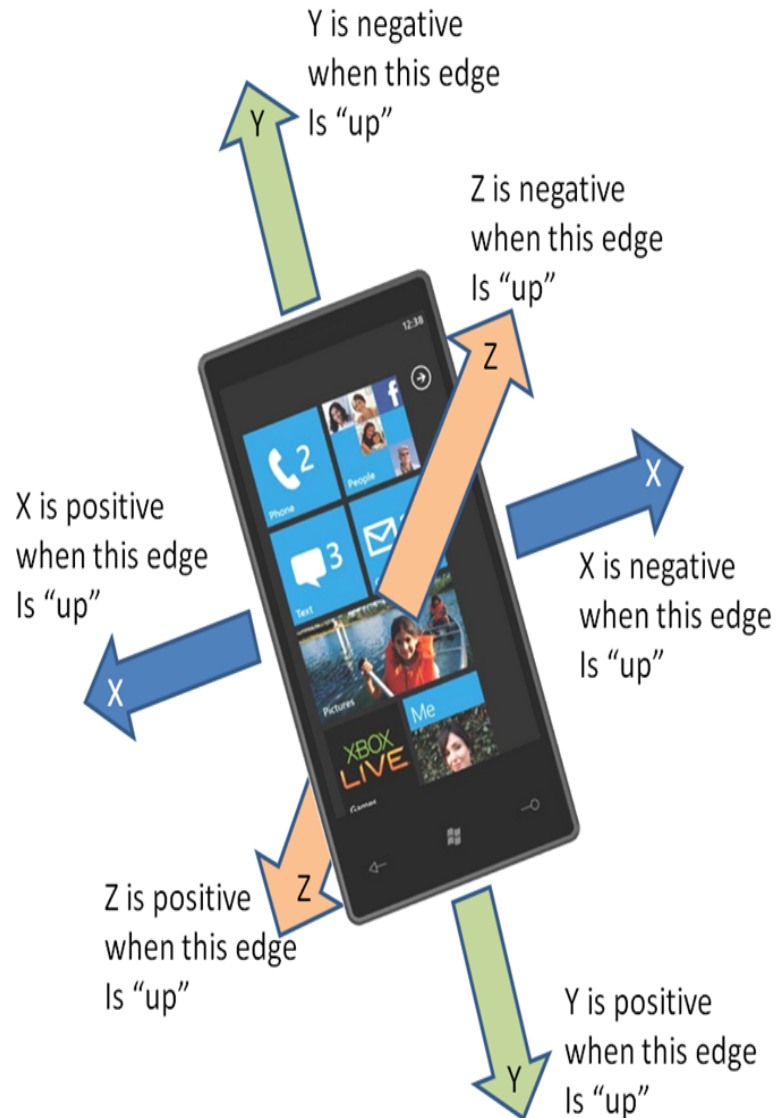 Y is negative
when this edge
Is “up”
Y
Z is negative
when this edge
Is “up”
Z
12:38
2
Phone
f
People
X is positive
when this edge
Is “up”
X
X
X is negative
when this edge
Is “up”
3
Text
Pictures
Me
XBOX
LIVE
Games
Z is positive
when this edge
Is “up”
Z
Y is positive
when this edge
Is “up”
Y